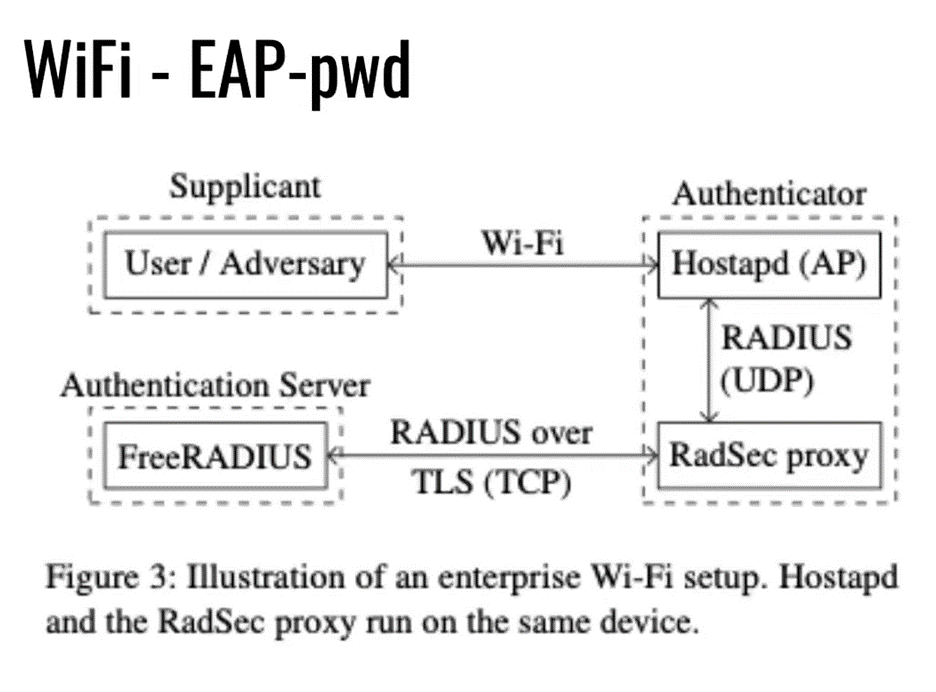 WiFi - EAP-pwd
Supplicant
User / Adversary
Wi-Fi
Authenticator
Hostapd (AP)
RADIUS
(UDP)
Authentication Server
FreeRADIUS
RADIUS over
TLS (TCP)
RadSec proxy
Figure 3: Illustration of an enterprise Wi-Fi setup. Hostapd
and the RadSec proxy run on the same device.